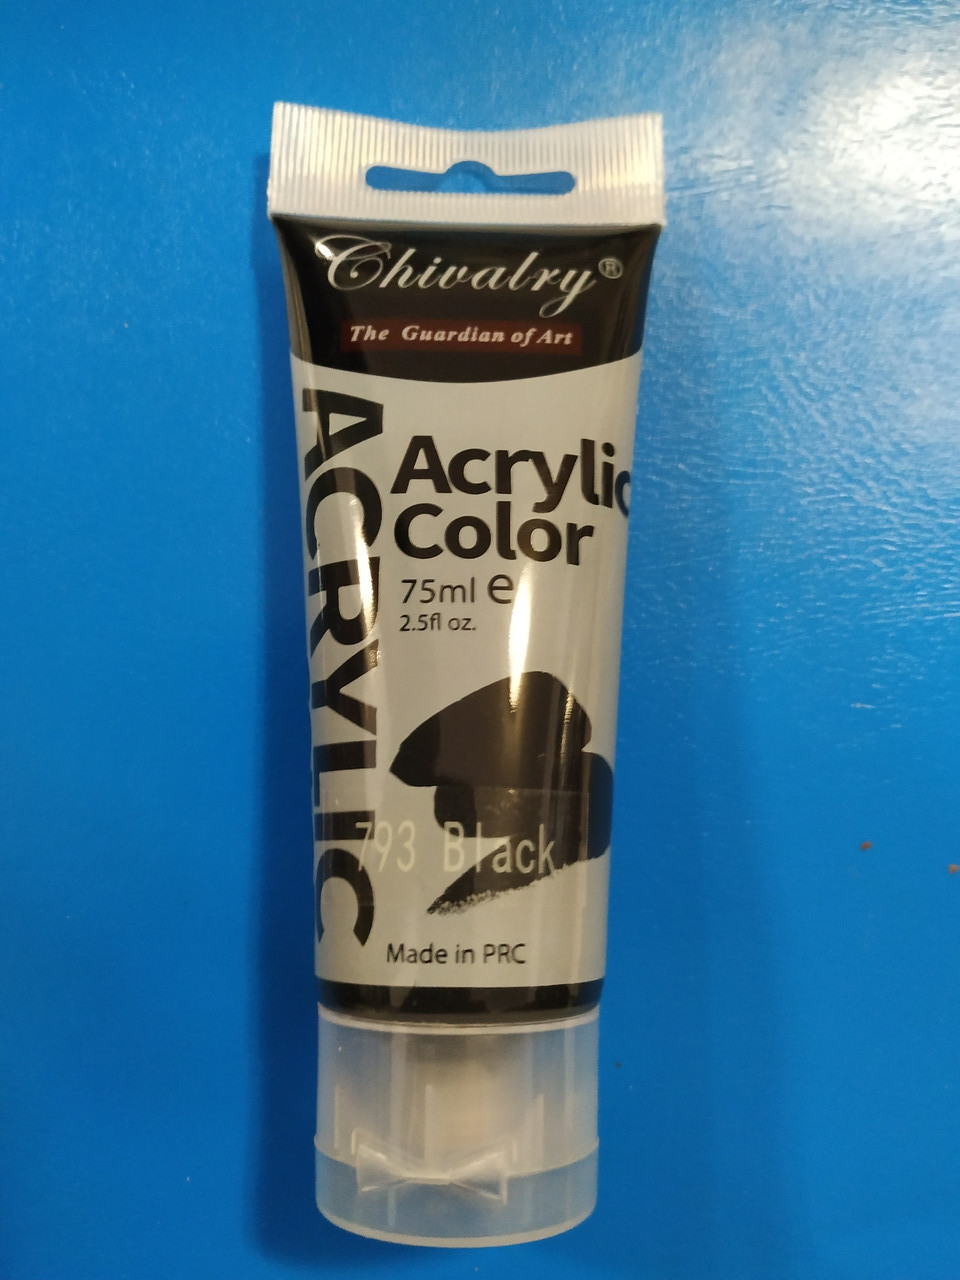 Chivalry®
The Guardian of Art
ACRYLIC
Acrylic
Color
75ml e
2.5fl oz.
793 Black
Made in PRC